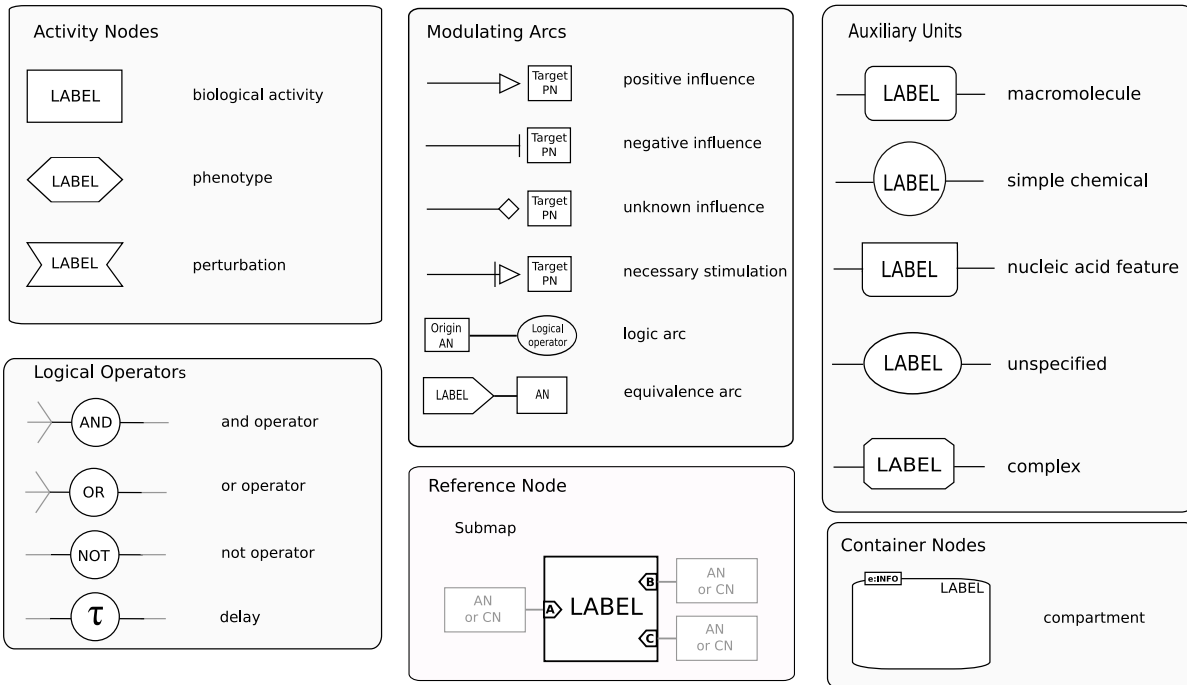 Activity Nodes
LABEL
biological activity
LABEL
phenotype
LABEL
perturbation
Logical Operators
AND
and operator
OR
or operator
NOT
not operator
τ
delay
Modulating Arcs
Target
PN
positive influence
Target
PN
negative influence
Target
PN
unknown influence
Target
PN
necessary stimulation
Origin
AN
Logical
operator
logic arc
LABEL
AN
equivalence arc
Reference Node
Submap
AN
or CN
A
LABEL
B
C
AN
or CN
AN
or CN
Auxiliary Units
LABEL
macromolecule
LABEL
simple chemical
LABEL
nucleic acid feature
LABEL
unspecified
LABEL
complex
Container Nodes
e:INFO
LABEL
compartment